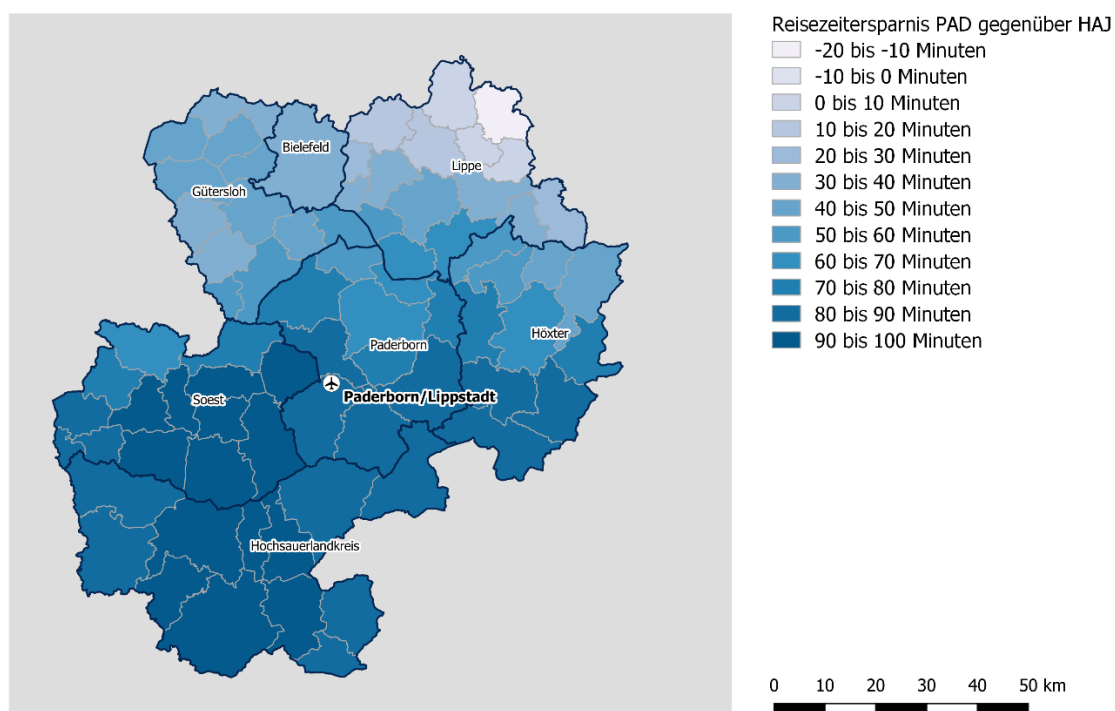 Reisezeitersparnis PAD gegenüber HAJ
-20 bis -10 Minuten
-10 bis 0 Minuten
0 bis 10 Minuten
10 bis 20 Minuten
20 bis 30 Minuten
30 bis 40 Minuten
40 bis 50 Minuten
50 bis 60 Minuten
60 bis 70 Minuten
70 bis 80 Minuten
80 bis 90 Minuten
90 bis 100 Minuten
Bielefeld
Lippe
Gütersloh
Höxter
Paderborn
Paderborn/Lippstadt
Soest
Hochsauerlandkreis
0 10 20 30 40 50 km